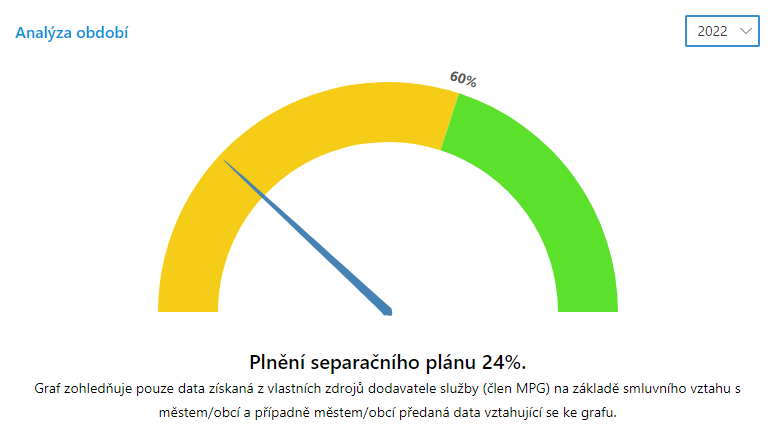 Analýza období
2022
60%
Plnění separačního plánu 24%.
Graf zohledňuje pouze data získaná z vlastních zdrojů dodavatele služby (člen MPG) na základě smluvního vztahu s
městem/obcí a případně městem/obcí předaná data vztahující se ke grafu.